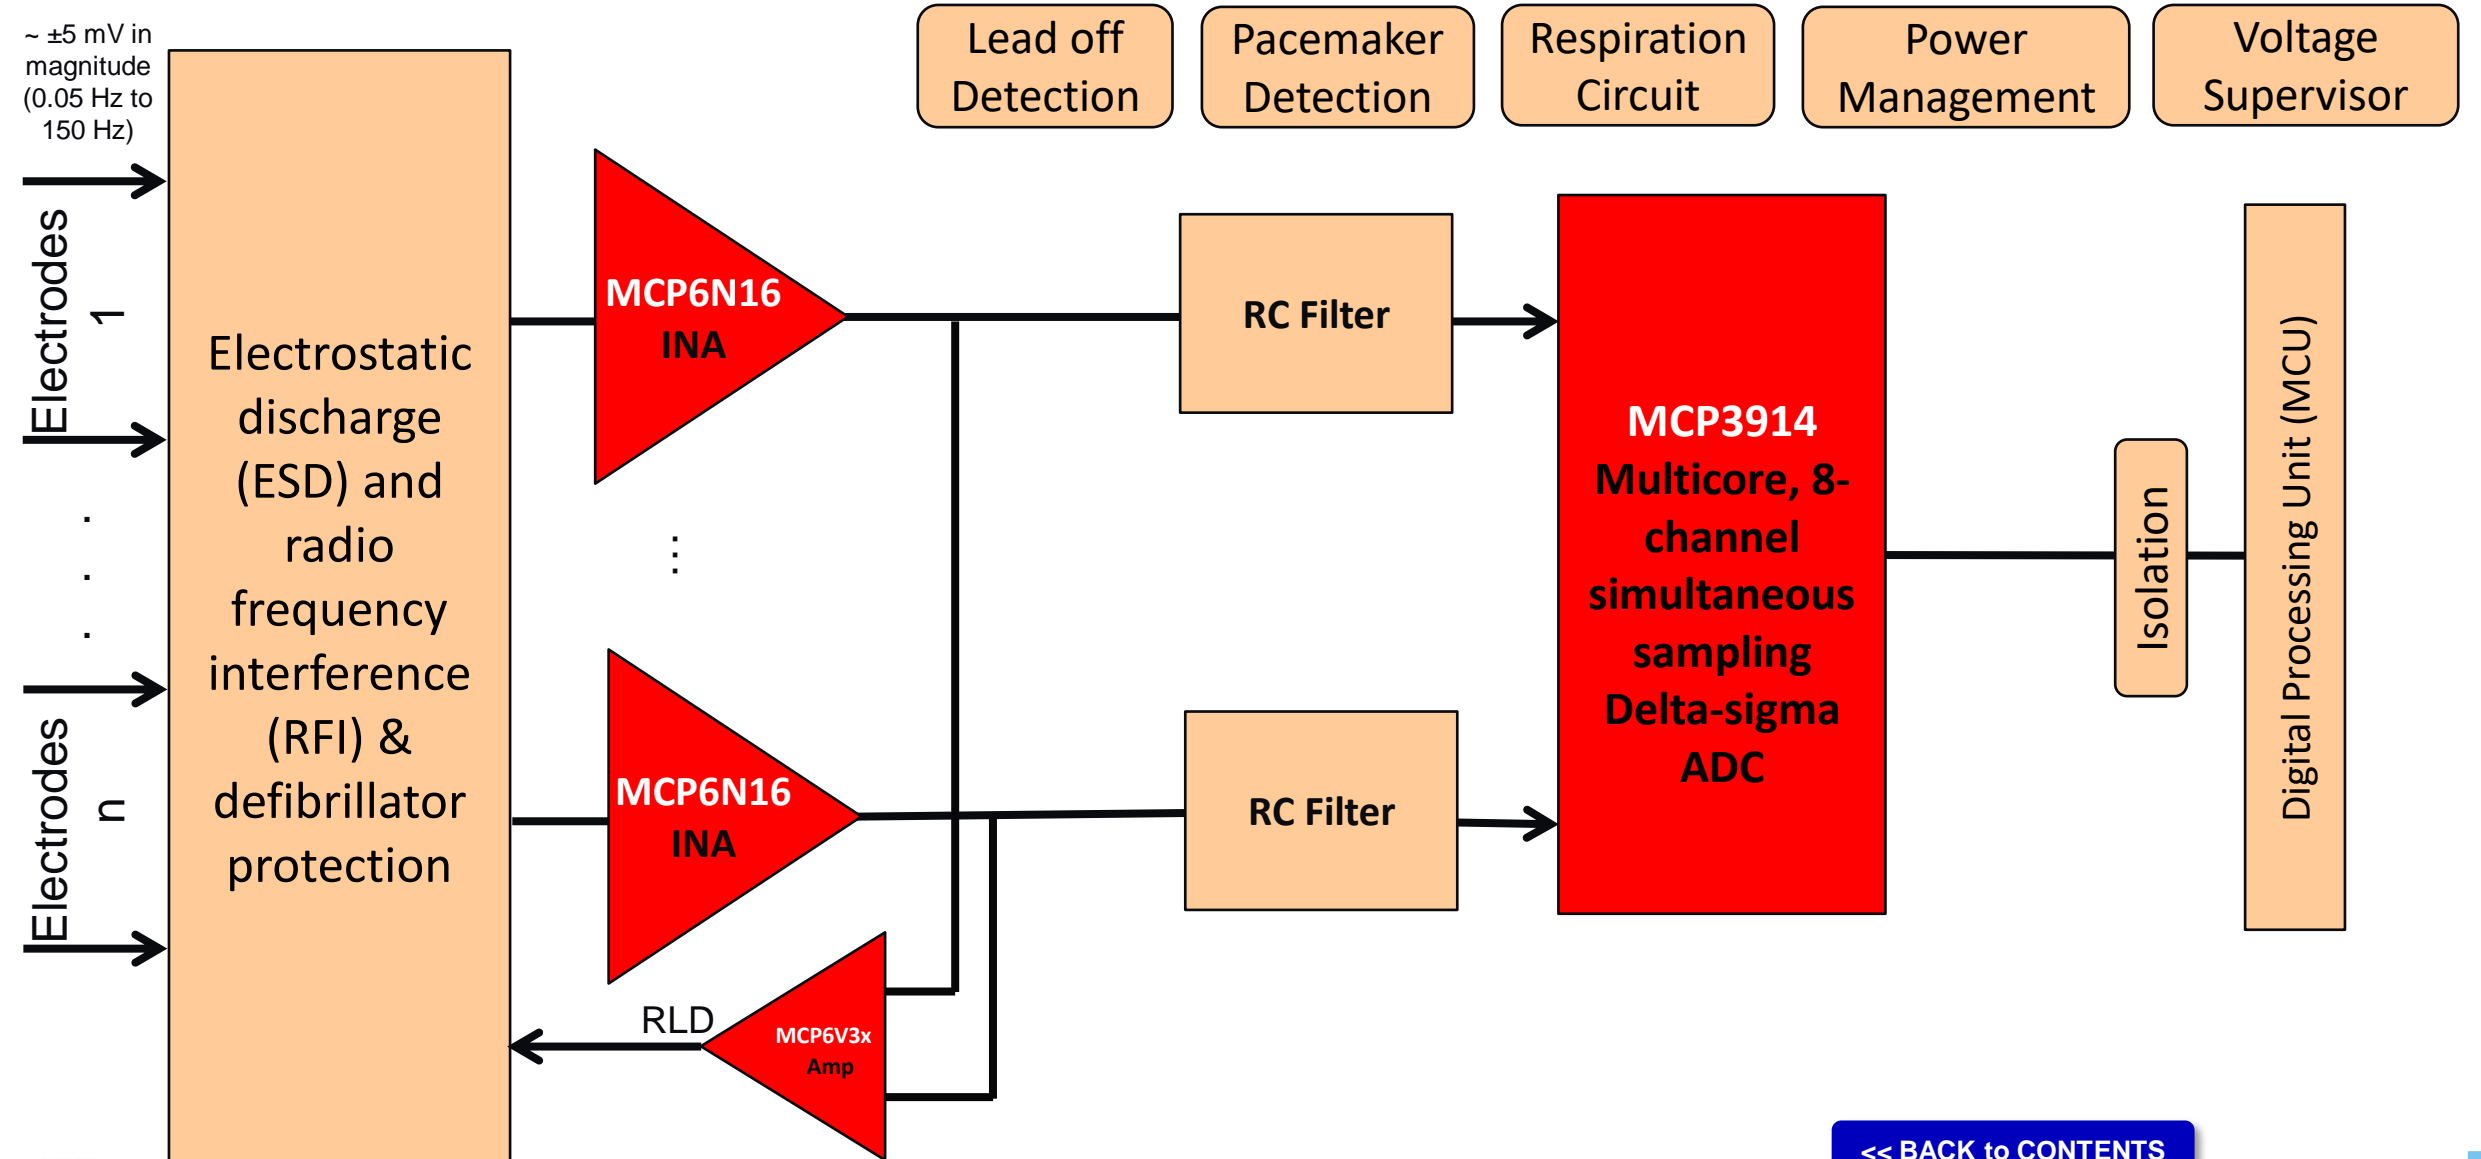 ~ ±5 mV in
magnitude
(0.05 Hz to
150 Hz)
Lead off
Detection
Pacemaker
Detection
Respiration
Circuit
Power
Management
Voltage
Supervisor
Electrodes
1
.
.
.
Electrodes
n
Electrostatic
discharge
(ESD) and
radio
frequency
interference
(RFI) &
defibrillator
protection
MCP6N16
INA
...
MCP6N16
INA
RLD
MCP6V3x
Amp
RC Filter
RC Filter
MCP3914
Multicore, 8-
channel
simultaneous
sampling
Delta-sigma
ADC
Isolation
Digital Processing Unit (MCU)
<< BACK to CONTENTS